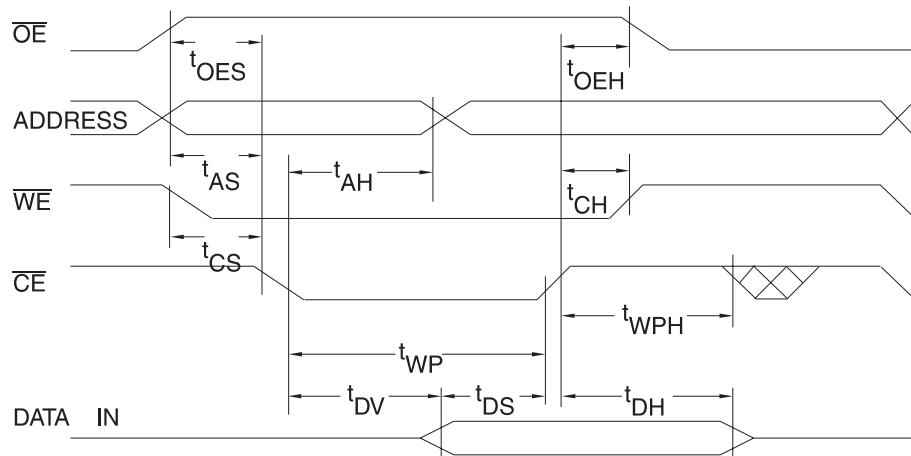 OE
tOES
tOEH
ADDRESS
tAS
tAH
tCH
WE
tCS
CE
tWPH
tWP
tDV
tDS
tDH
DATA IN